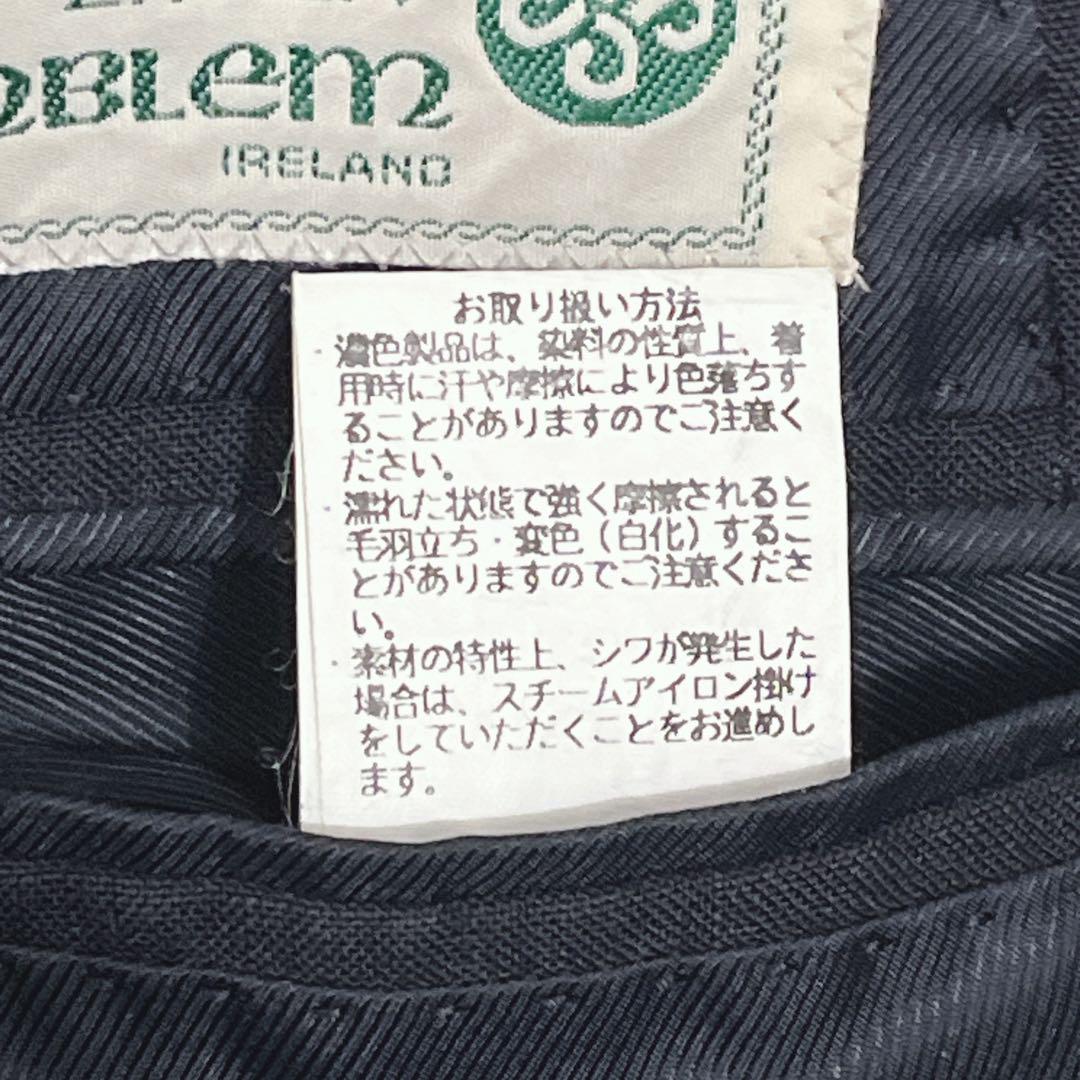 IRELAND
お取り扱い方法
・濃色製品は、染料の性質上、着
用時に汗や摩擦により色落ちす
ることがありますのでご注意く
ださい。
濡れた状態で強く摩擦されると
毛羽立ち・変色（白化）するこ
とがありますのでご注意くださ
い。
・素材の特性上、シワが発生した
場合は、スチームアイロン掛け
をしていただくことをお進めし
ます。